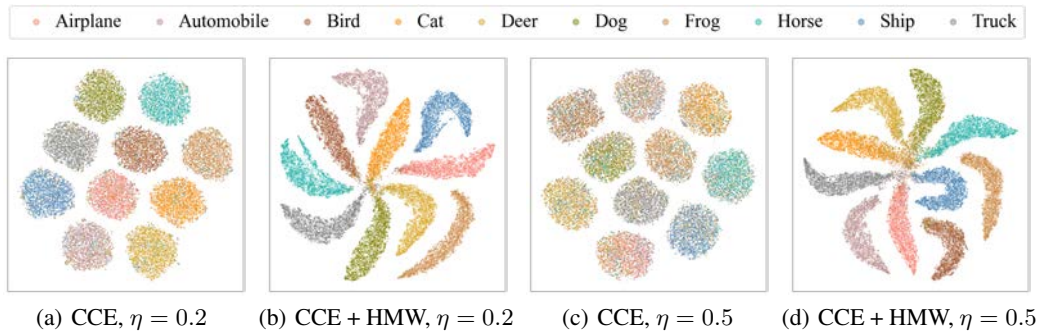 Airplane Automobile Bird Cat Deer Dog Frog Horse Ship Truck
(a) CCE, η = 0.2 (b) CCE + HMW, η = 0.2 (c) CCE, η = 0.5 (d) CCE + HMW, η = 0.5